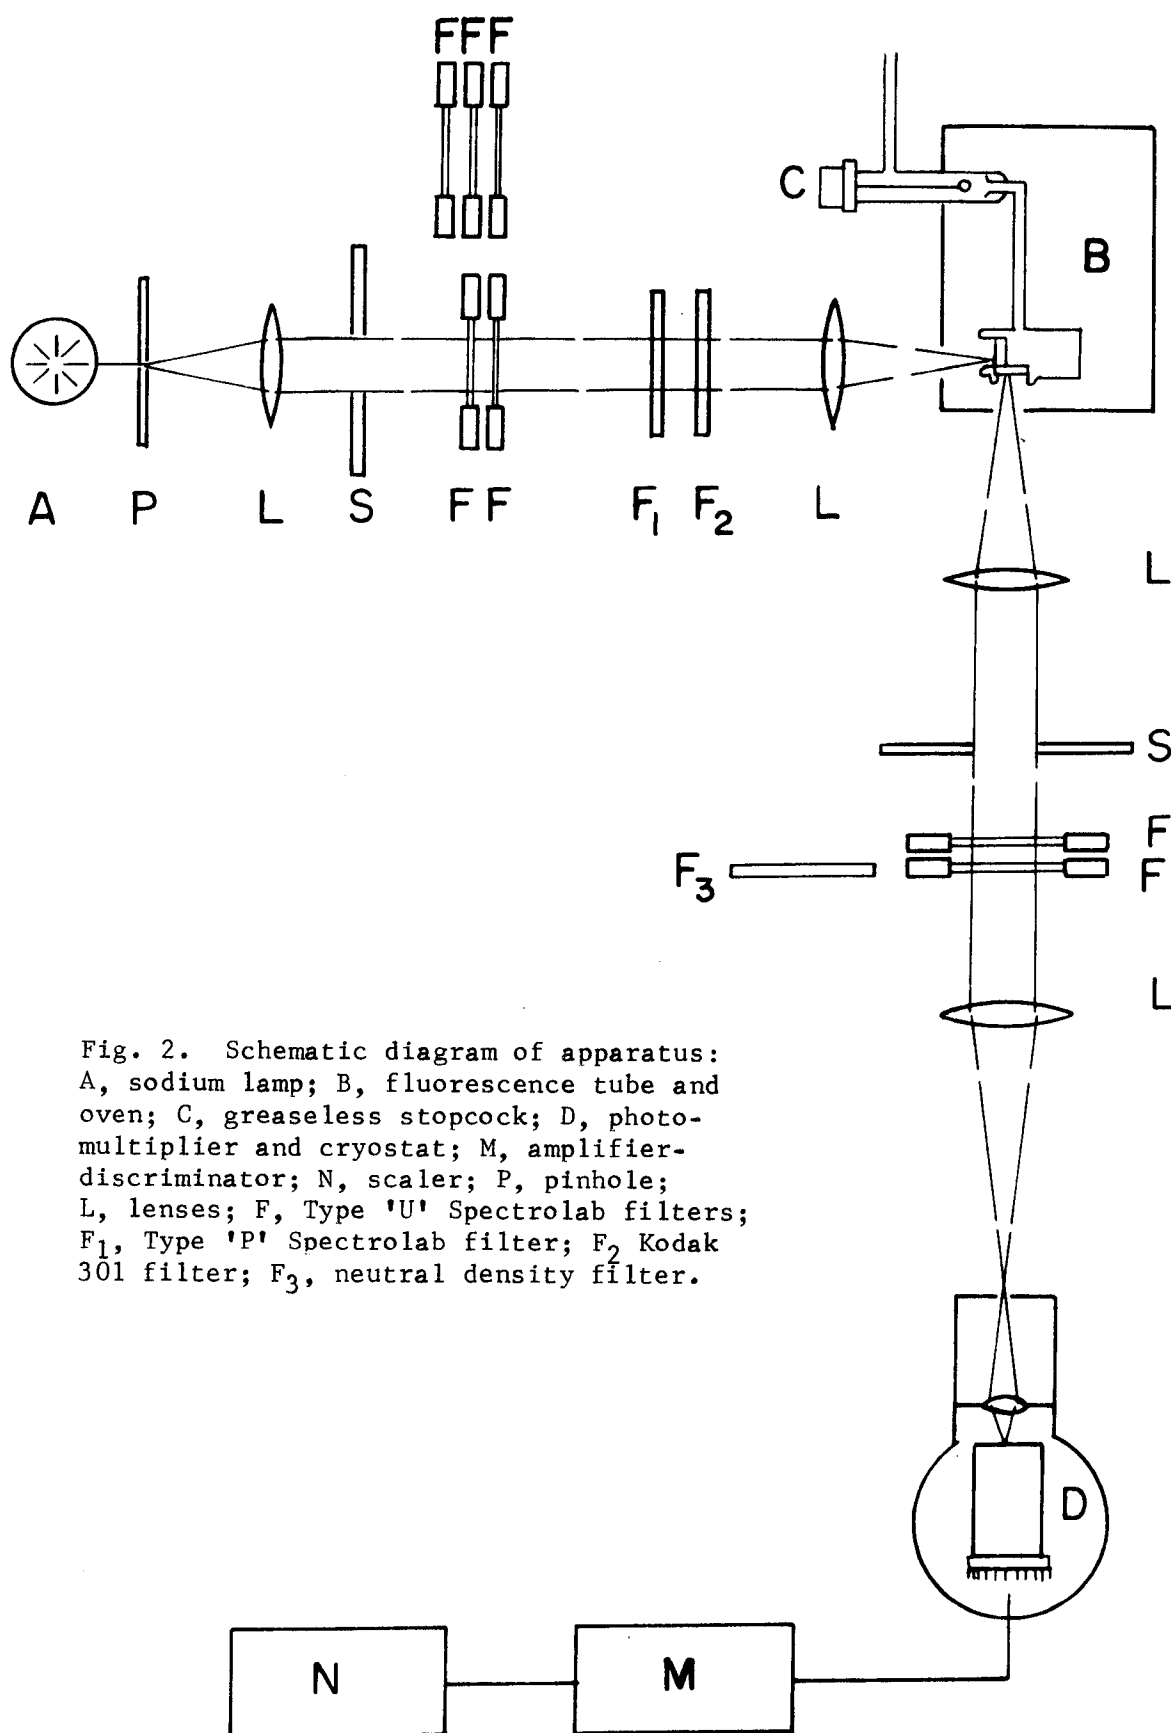 FFF
C
B
A P L S F F F1 F2 L
L
S
F
F3 F
L
Fig. 2. Schematic diagram of apparatus:
A, sodium lamp; B, fluorescence tube and
oven; C, greaseless stopcock; D, photo-
multiplier and cryostat; M, amplifier-
discriminator; N, scaler; P, pinhole;
L, lenses; F, Type 'U' Spectrolab filters;
F1, Type 'P' Spectrolab filter; F2 Kodak
301 filter; F3, neutral density filter.
D
N M